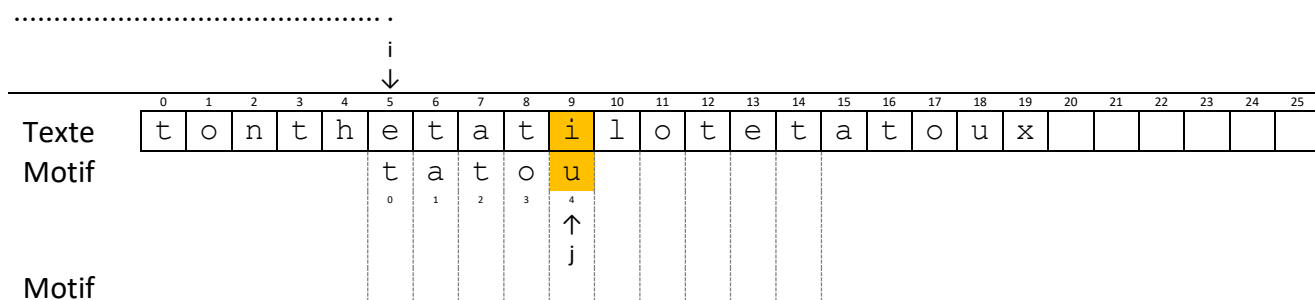 .............................................. .
i
↓
0 1 2 3 4 5 6 7 8 9 10 11 12 13 14 15 16 17 18 19 20 21 22 23 24 25
Texte t o n t h e t a t i l o t e t a t o u x
Motif t a t o u
0 1 2 3 4
↑
j
Motif